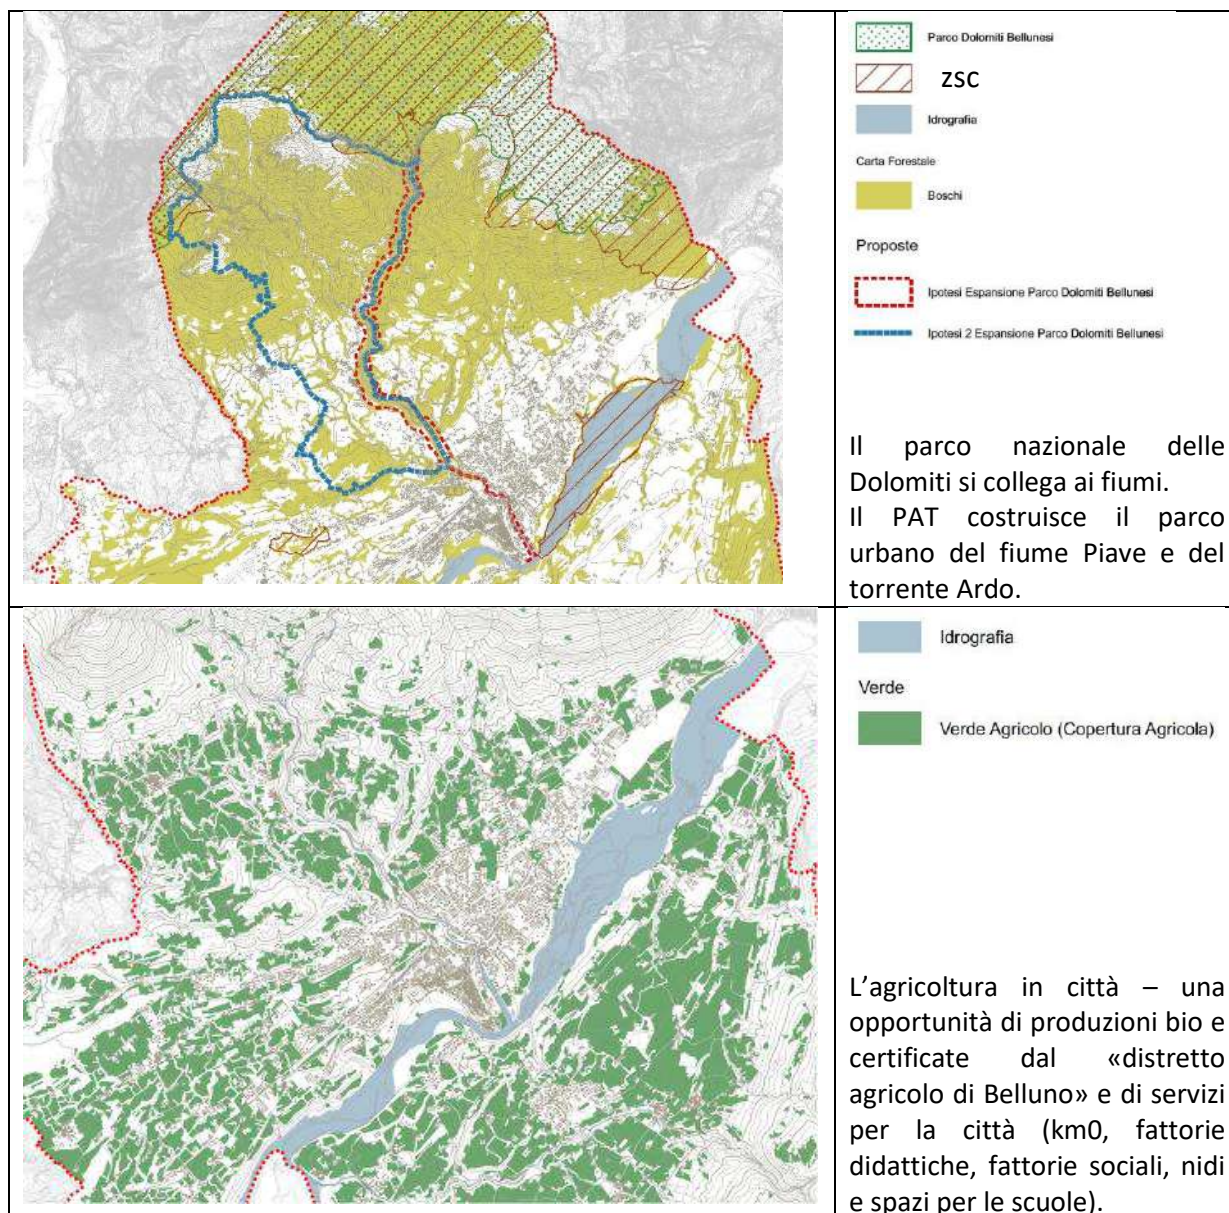 Parco Dolomiti Bellunesi
zsc
Idrografia
Carta Forestale
Boschi
Proposte
Ipotesi Espansione Parco Dolomiti Bellunesi
Ipotesi 2 Espansione Parco Dolomiti Bellunesi
Il parco nazionale delle
Dolomiti si collega ai fiumi.
Il PAT costruisce il parco
urbano del fiume Piave e del
torrente Ardo.
Idrografia
Verde
Verde Agricolo (Copertura Agricola)
L’agricoltura in città – una
opportunità di produzioni bio e
certificate dal «distretto
agricolo di Belluno» e di servizi
per la città (km0, fattorie
didattiche, fattorie sociali, nidi
e spazi per le scuole).